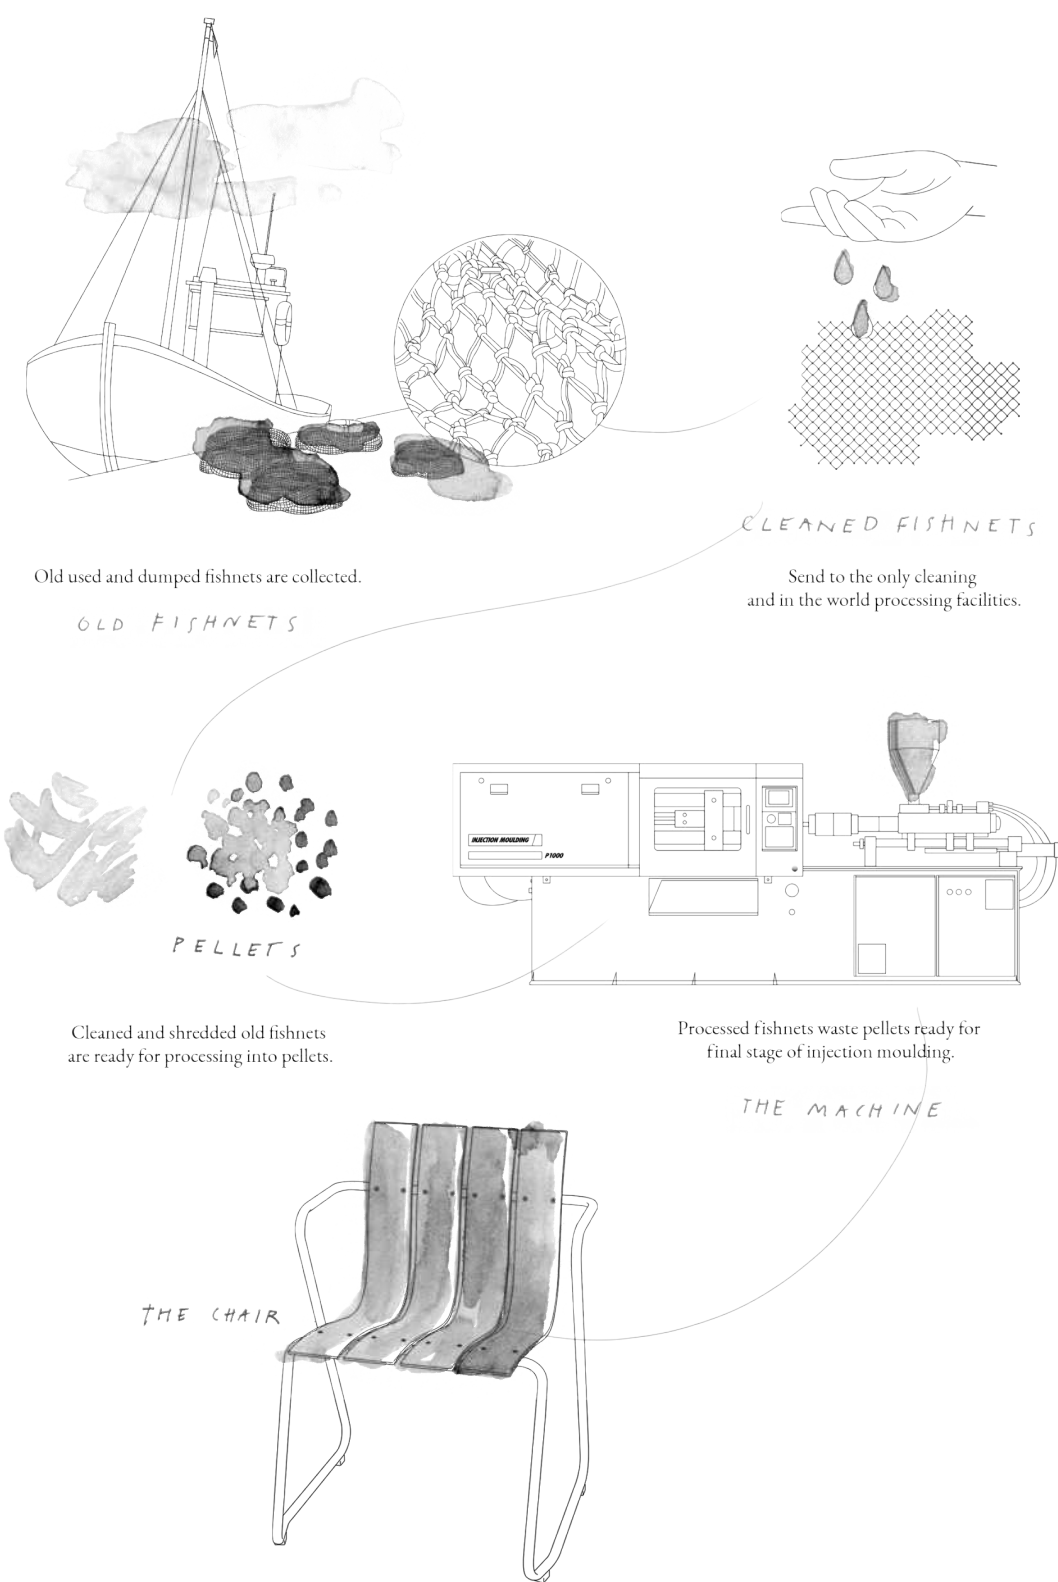 CLEANED FISHNETS
Old used and dumped fishnets are collected.
Send to the only cleaning
and in the world processing facilities.
OLD FISHNETS
INJECTION MOULDING
P1000
PELLETS
Cleaned and shredded old fishnets
are ready for processing into pellets.
Processed fishnets waste pellets ready for
final stage of injection moulding.
THE MACHINE
THE CHAIR